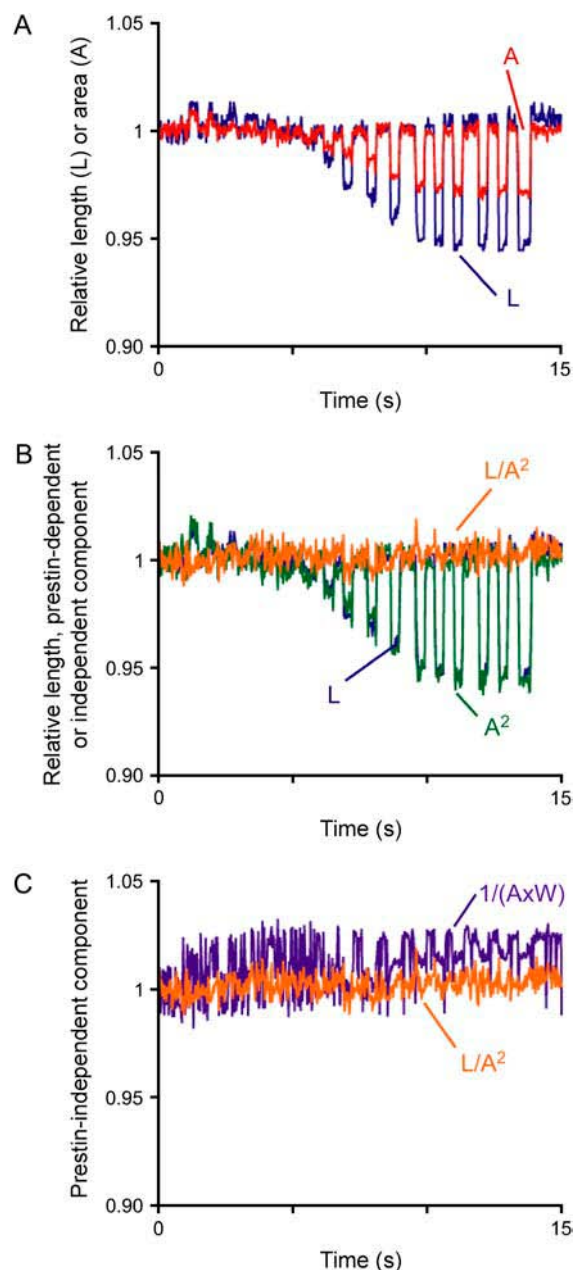 A
Relative length (L) or area (A)
1.05
1
0.95
0.90
A
L
0
15
Time (s)
B
Relative length, prestin-dependent
or independent component
1.05
1
0.95
0.90
L/A²
L
A²
0
15
Time (s)
C
Prestin-independent component
1.05
1
0.95
0.90
1/(AxW)
L/A²
0
15
Time (s)